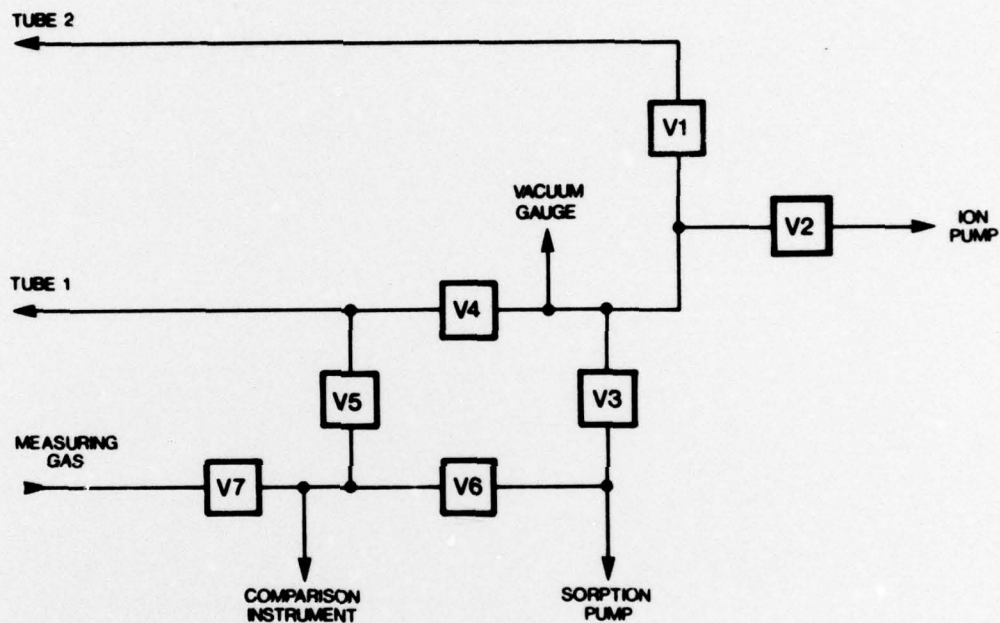 TUBE 2
V1
VACUUM
GAUGE
V2
ION
PUMP
TUBE 1
V4
V5
V3
MEASURING
GAS
V7
V6
COMPARISON
INSTRUMENT
SORPTION
PUMP